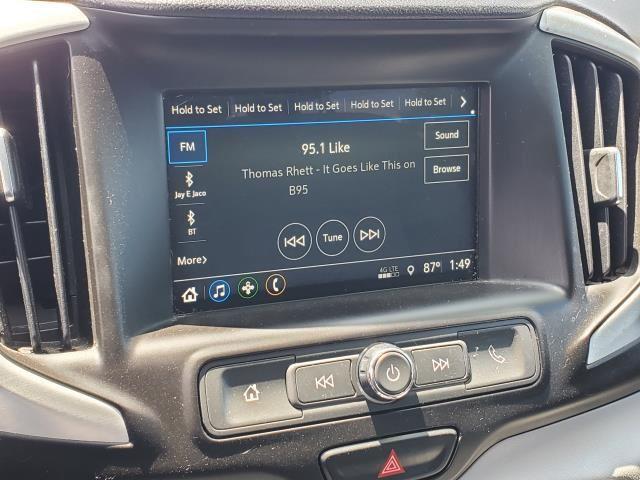 Hold to Set Hold to Set Hold to Set Hold to Set Hold to Set
FM
95.1 Like
Sound
Thomas Rhett - It Goes Like This on
B95
Browse
Jay E Jaco
BT
Tune
More
4G LTE
87° 1:49